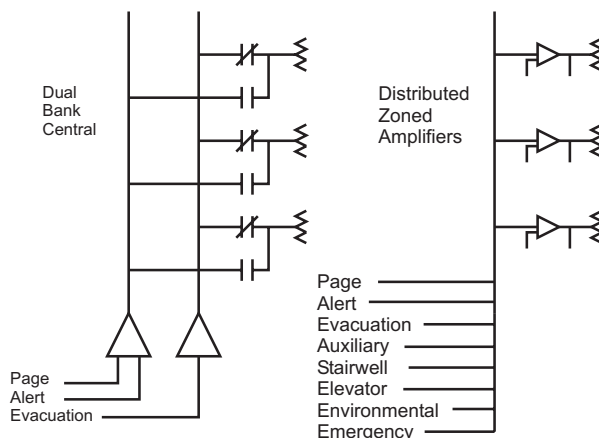 Dual
Bank
Central
Page
Alert
Evacuation
Distributed
Zoned
Amplifiers
Page
Alert
Evacuation
Auxiliary
Stairwell
Elevator
Environmental
Emergency